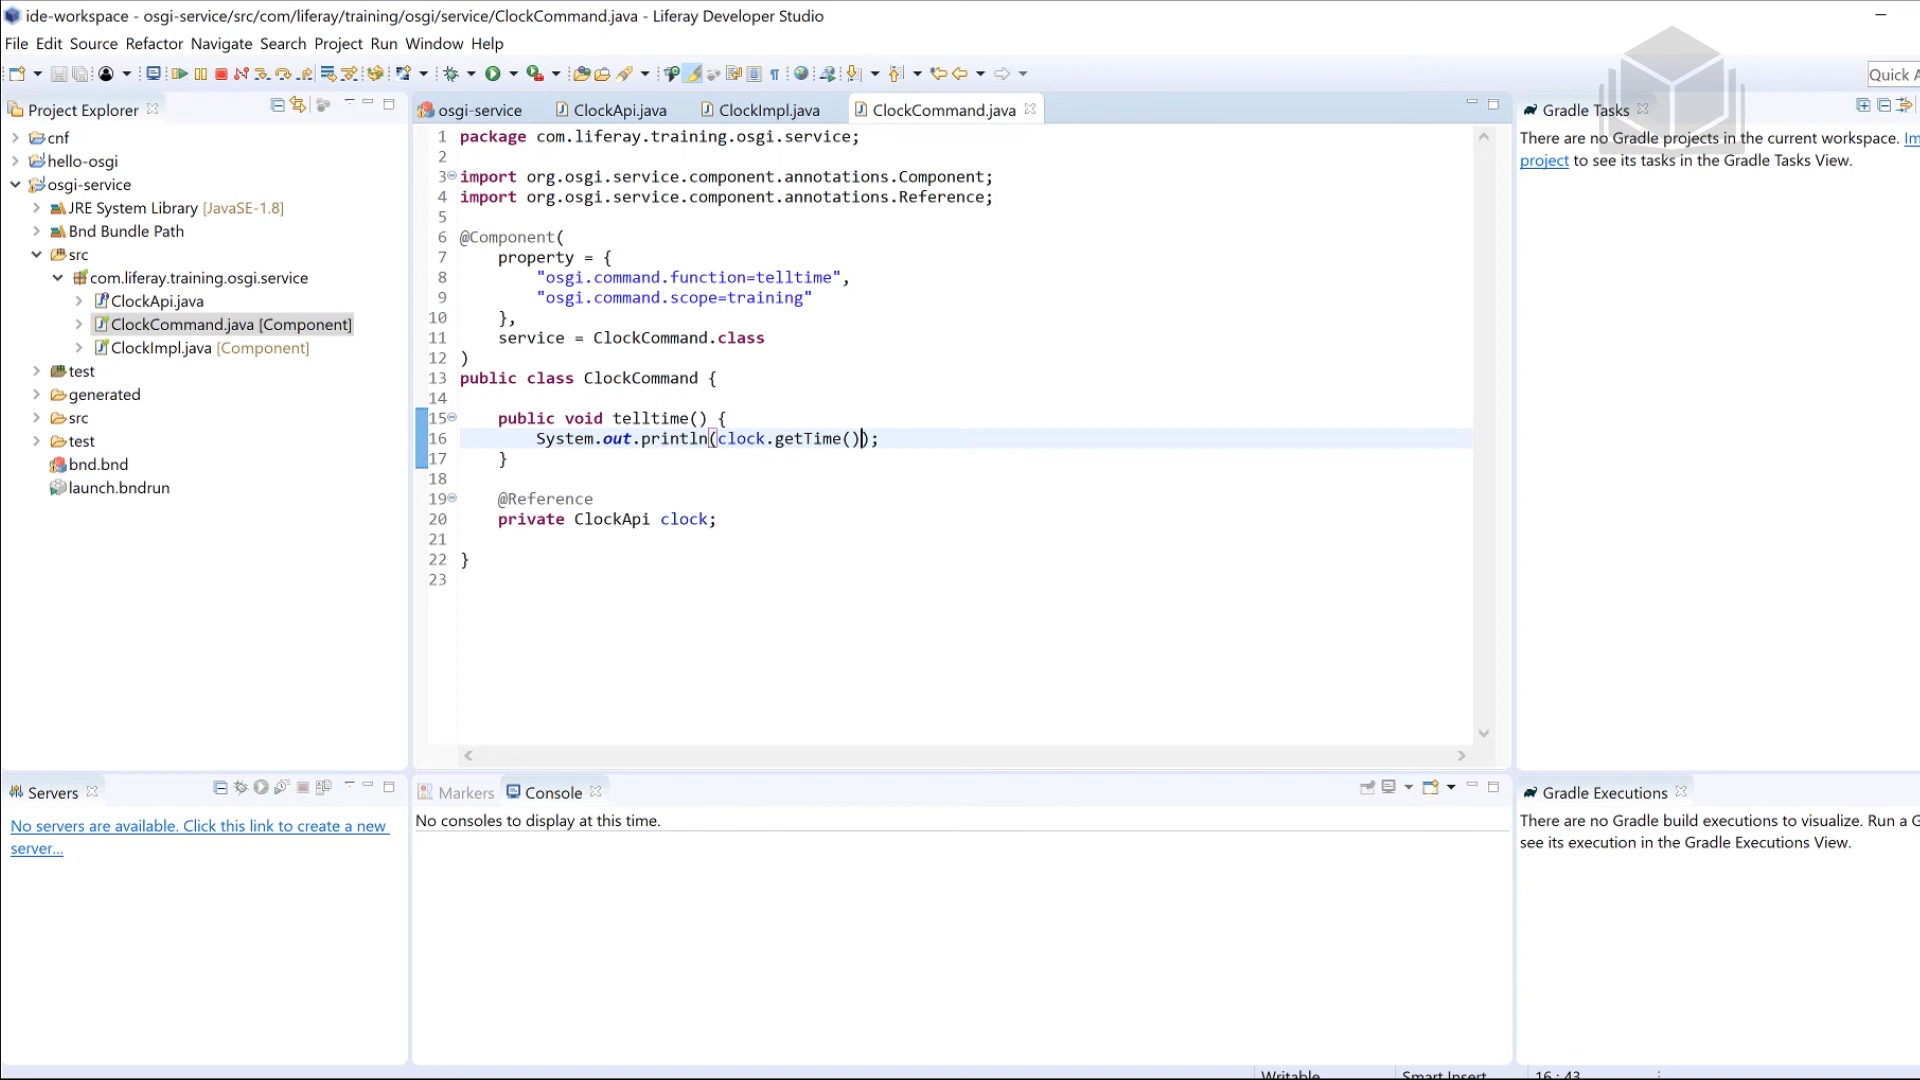 ide-workspace - osgi-service/src/com/liferay/training/osgi/service/ClockCommand.java - Liferay Developer Studio
File Edit Source Refactor Navigate Search Project Run Window Help
Quick A
Project Explorer
cnf
hello-osgi
osgi-service
JRE System Library [JavaSE-1.8]
Bnd Bundle Path
src
com.liferay.training.osgi.service
ClockApi.java
ClockCommand.java [Component]
ClockImpl.java [Component]
test
generated
src
test
bnd.bnd
launch.bndrun
osgi-service ClockApi.java ClockImpl.java ClockCommand.java
1 package com.liferay.training.osgi.service;
2
3 import org.osgi.service.component.annotations.Component;
4 import org.osgi.service.component.annotations.Reference;
5
6 @Component(
7 property = {
8 "osgi.command.function=telltime",
9 "osgi.command.scope=training"
10 },
11 service = ClockCommand.class
12 )
13 public class ClockCommand {
14
15 public void telltime() {
16 System.out.println(clock.getTime());
17 }
18
19 @Reference
20 private ClockApi clock;
21
22 }
23
Gradle Tasks
There are no Gradle projects in the current workspace. Im
project to see its tasks in the Gradle Tasks View.
Servers
No servers are available. Click this link to create a new
server...
Markers Console
No consoles to display at this time.
Gradle Executions
There are no Gradle build executions to visualize. Run a G
see its execution in the Gradle Executions View.
Writable Smart Insert 16 : 43